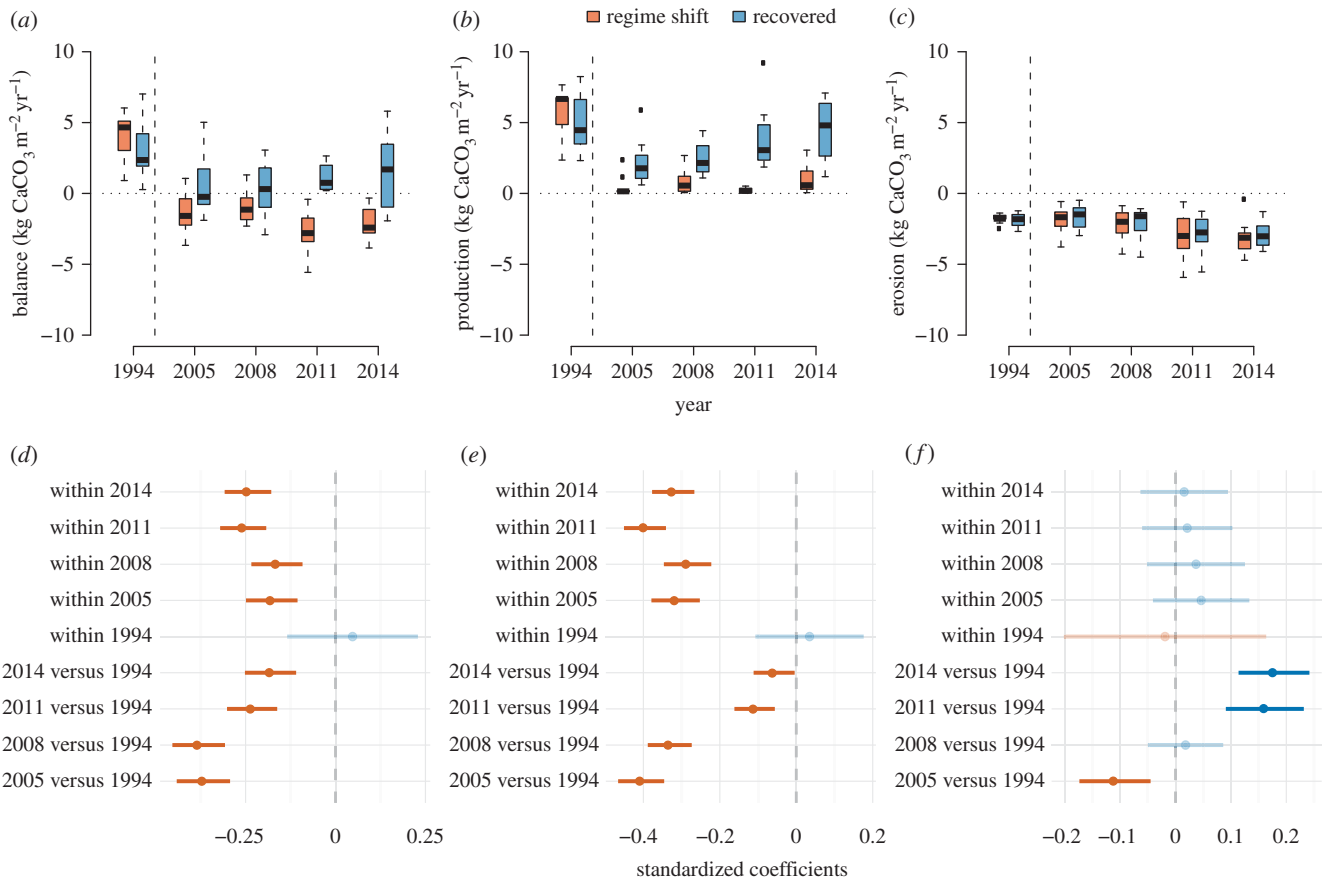 (a)
(b)
regime shift
recovered
(c)
balance (kg CaCO3 m−2 yr−1)
10
5
0
−5
−10
1994 2005 2008 2011 2014
production (kg CaCO3 m−2 yr−1)
10
5
0
−5
−10
1994 2005 2008 2011 2014
year
erosion (kg CaCO3 m−2 yr−1)
10
5
0
−5
−10
1994 2005 2008 2011 2014
(d)
within 2014
within 2011
within 2008
within 2005
within 1994
2014 versus 1994
2011 versus 1994
2008 versus 1994
2005 versus 1994
−0.25 0 0.25
(e)
within 2014
within 2011
within 2008
within 2005
within 1994
2014 versus 1994
2011 versus 1994
2008 versus 1994
2005 versus 1994
−0.4 −0.2 0 0.2
standardized coefficients
(f)
within 2014
within 2011
within 2008
within 2005
within 1994
2014 versus 1994
2011 versus 1994
2008 versus 1994
2005 versus 1994
−0.2 −0.1 0 0.1 0.2